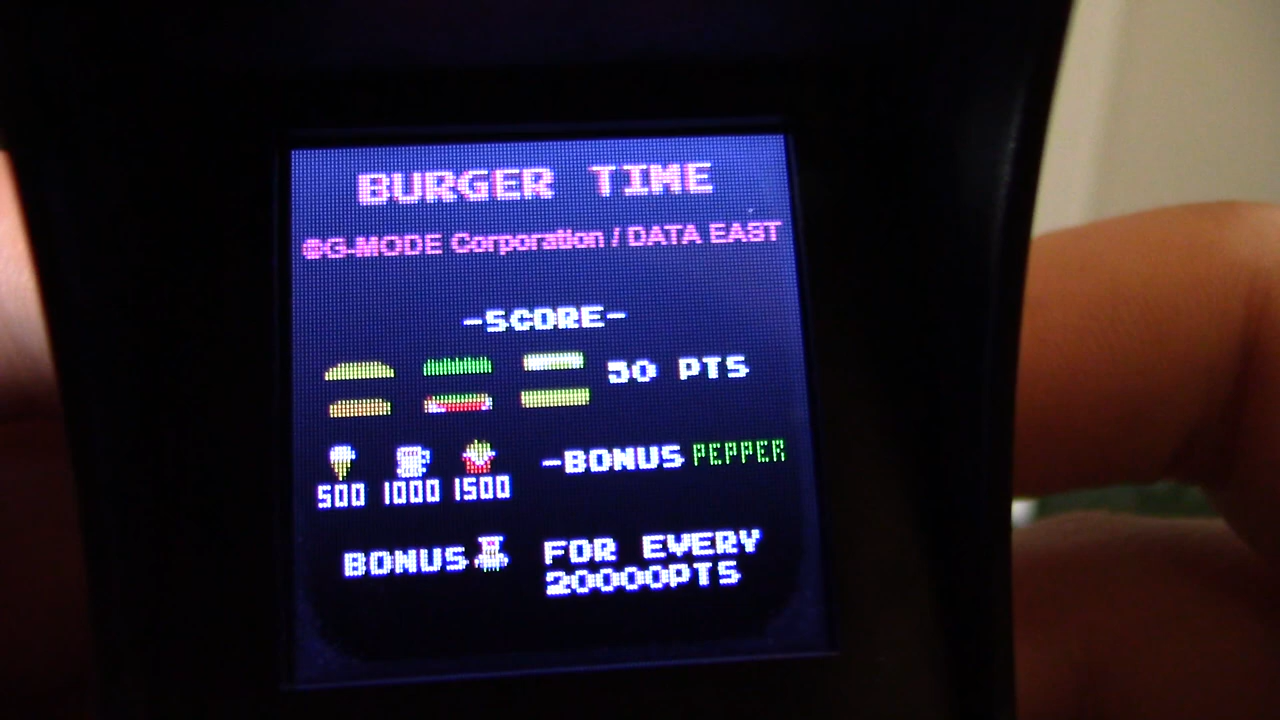 BURGER TIME
©G-MODE Corporation / DATA EAST
-SCORE-
50 PTS
-BONUS PEPPER
500 1000 1500
BONUS FOR EVERY
20000PTS